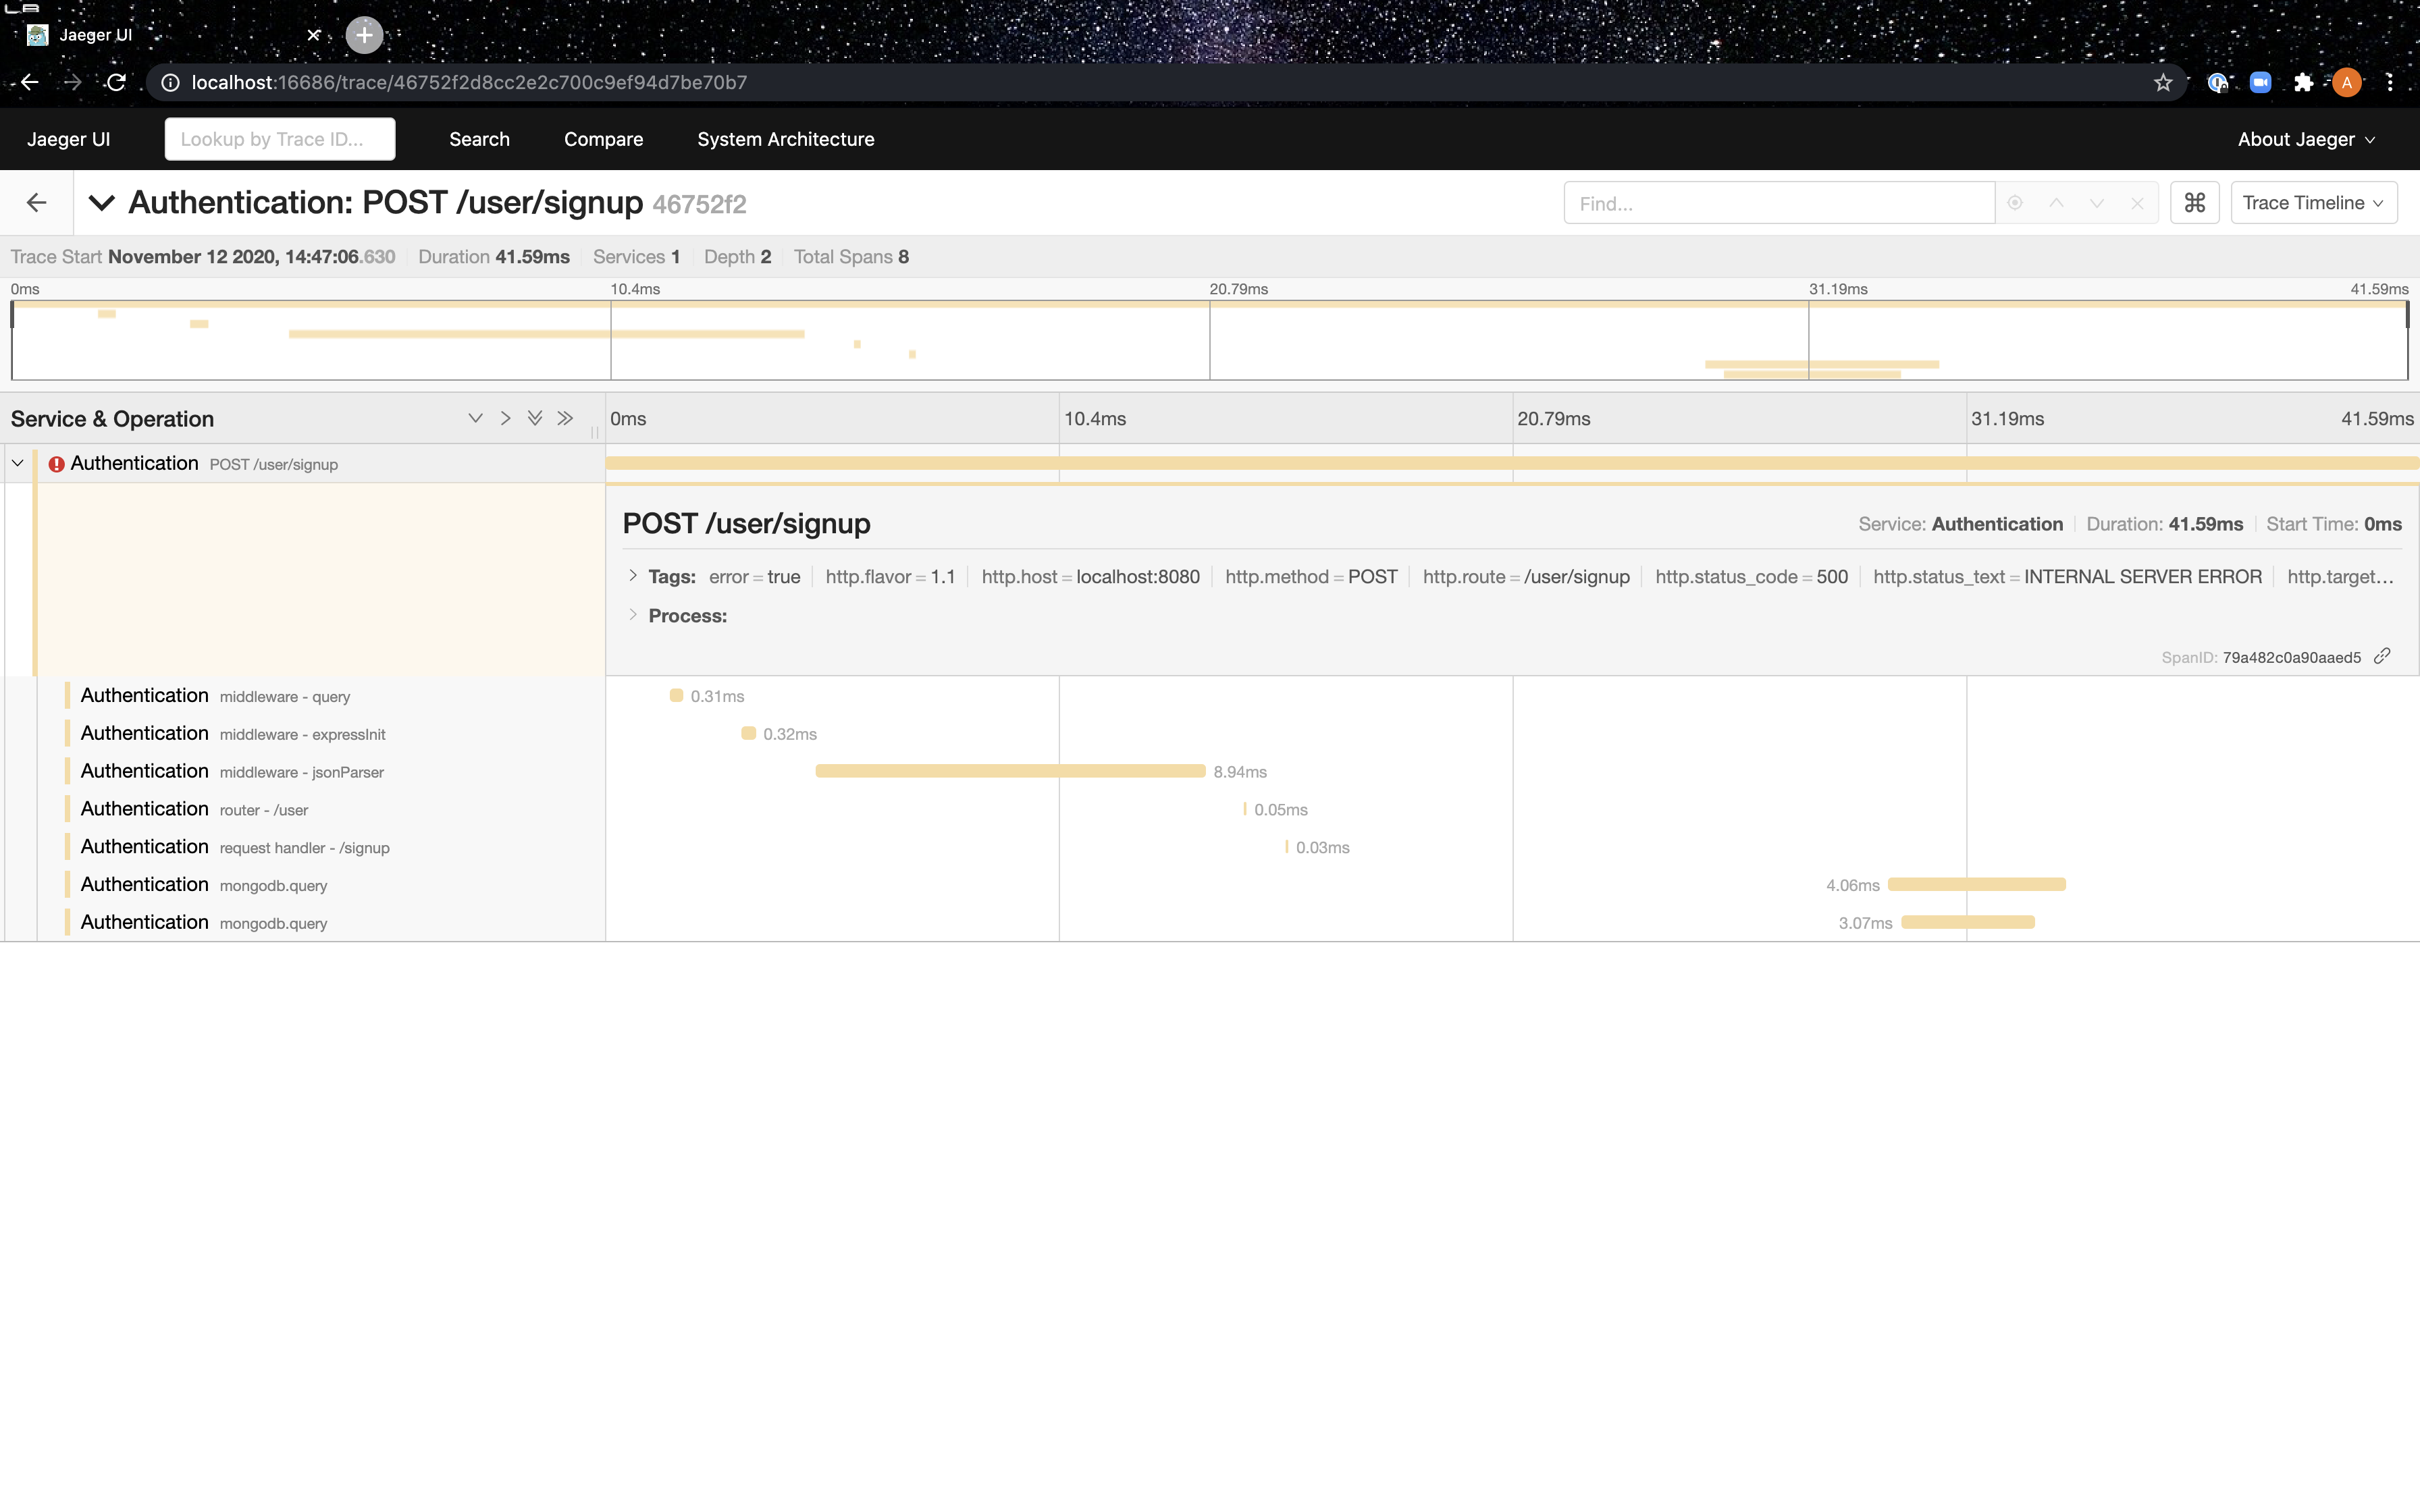 Jaeger UI
localhost:16686/trace/46752f2d8cc2e2c700c9ef94d7be70b7
A
Jaeger UI Lookup by Trace ID... Search Compare System Architecture About Jaeger
Authentication: POST /user/signup 46752f2 Find... Trace Timeline
Trace Start November 12 2020, 14:47:06.630 Duration 41.59ms Services 1 Depth 2 Total Spans 8
0ms 10.4ms 20.79ms 31.19ms 41.59ms
Service & Operation 0ms 10.4ms 20.79ms 31.19ms 41.59ms
Authentication POST /user/signup
POST /user/signup Service: Authentication Duration: 41.59ms Start Time: 0ms
Tags: error = true http.flavor = 1.1 http.host = localhost:8080 http.method = POST http.route = /user/signup http.status_code = 500 http.status_text = INTERNAL SERVER ERROR http.target...
Process:
SpanID: 79a482c0a90aaed5
Authentication middleware - query 0.31ms
Authentication middleware - expressInit 0.32ms
Authentication middleware - jsonParser 8.94ms
Authentication router - /user 0.05ms
Authentication request handler - /signup 0.03ms
Authentication mongodb.query 4.06ms
Authentication mongodb.query 3.07ms